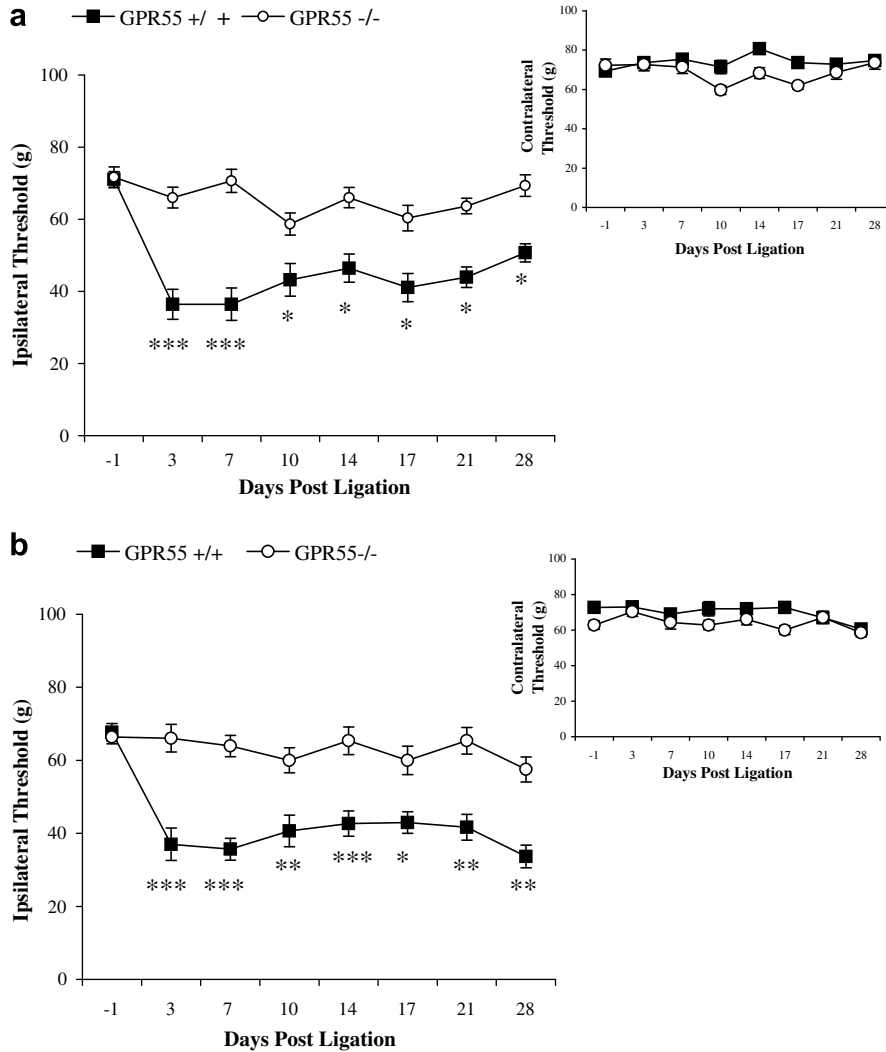 a
GPR55 +/ +
GPR55 -/-
Ipsilateral Threshold (g)
100
80
60
40
20
0
***
***
*
*
*
*
*
-1 3 7 10 14 17 21 28
Days Post Ligation
Contralateral
Threshold (g)
100
80
60
40
20
0
-1 3 7 10 14 17 21 28
Days Post Ligation
b
GPR55 +/+
GPR55-/-
Ipsilateral Threshold (g)
100
80
60
40
20
0
***
***
**
***
*
**
**
-1 3 7 10 14 17 21 28
Days Post Ligation
Contralateral
Threshold (g)
100
80
60
40
20
0
-1 3 7 10 14 17 21 28
Days Post Ligation